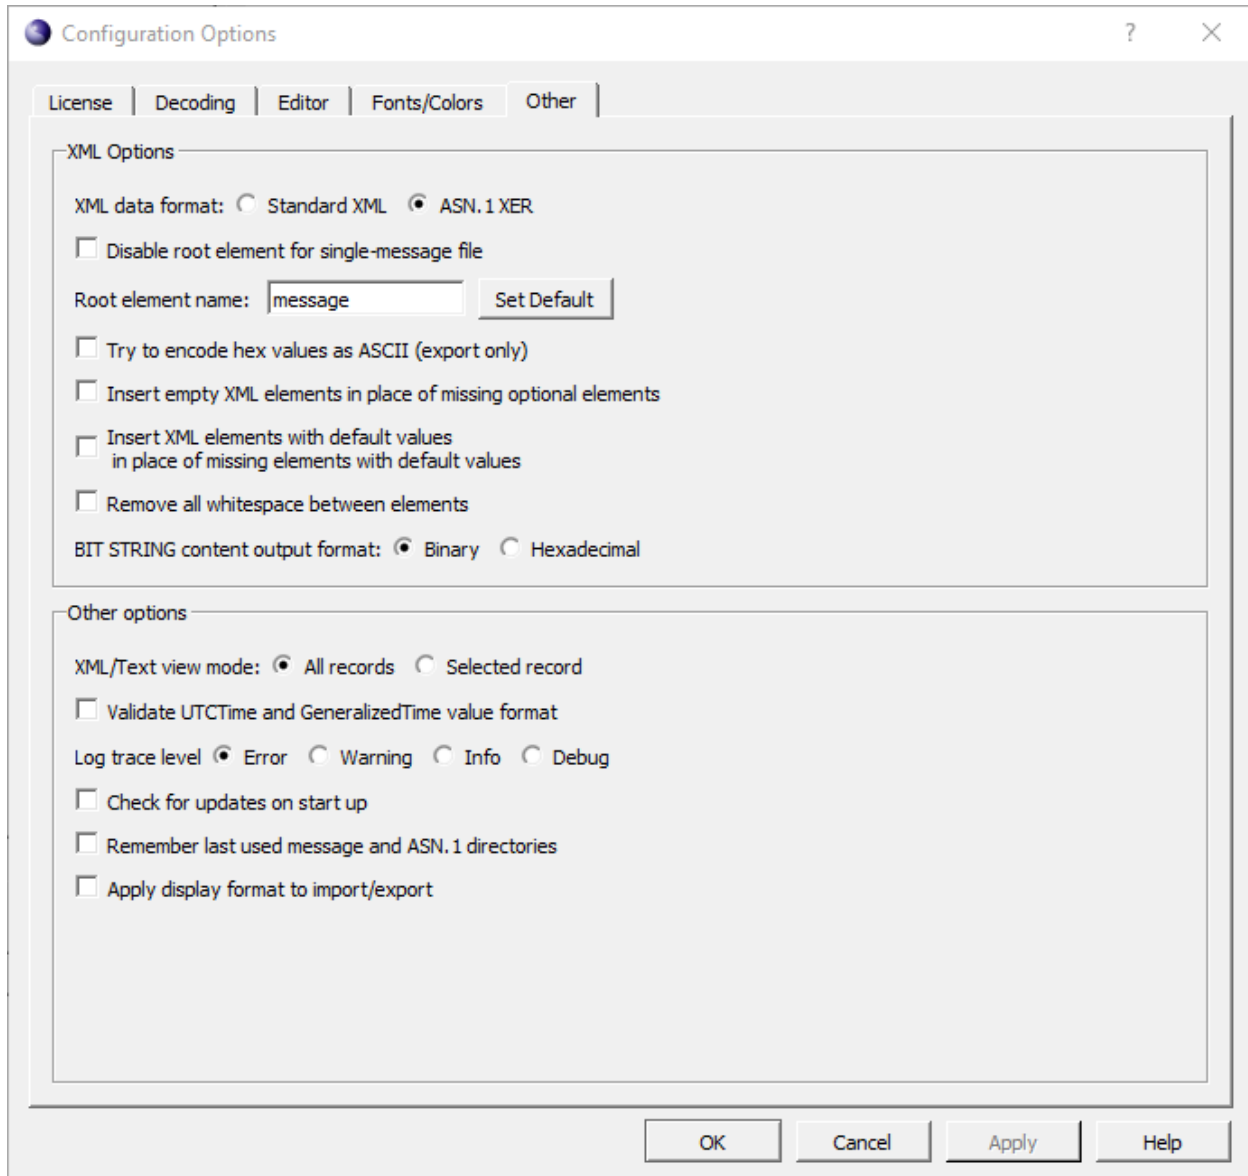 Configuration Options ?
License Decoding Editor Fonts/Colors Other
XML Options
XML data format: Standard XML ASN.1 XER
Disable root element for single-message file
Root element name: message Set Default
Try to encode hex values as ASCII (export only)
Insert empty XML elements in place of missing optional elements
Insert XML elements with default values
in place of missing elements with default values
Remove all whitespace between elements
BIT STRING content output format: Binary Hexadecimal
Other options
XML/Text view mode: All records Selected record
Validate UTCTime and GeneralizedTime value format
Log trace level Error Warning Info Debug
Check for updates on start up
Remember last used message and ASN.1 directories
Apply display format to import/export
OK Cancel Apply Help